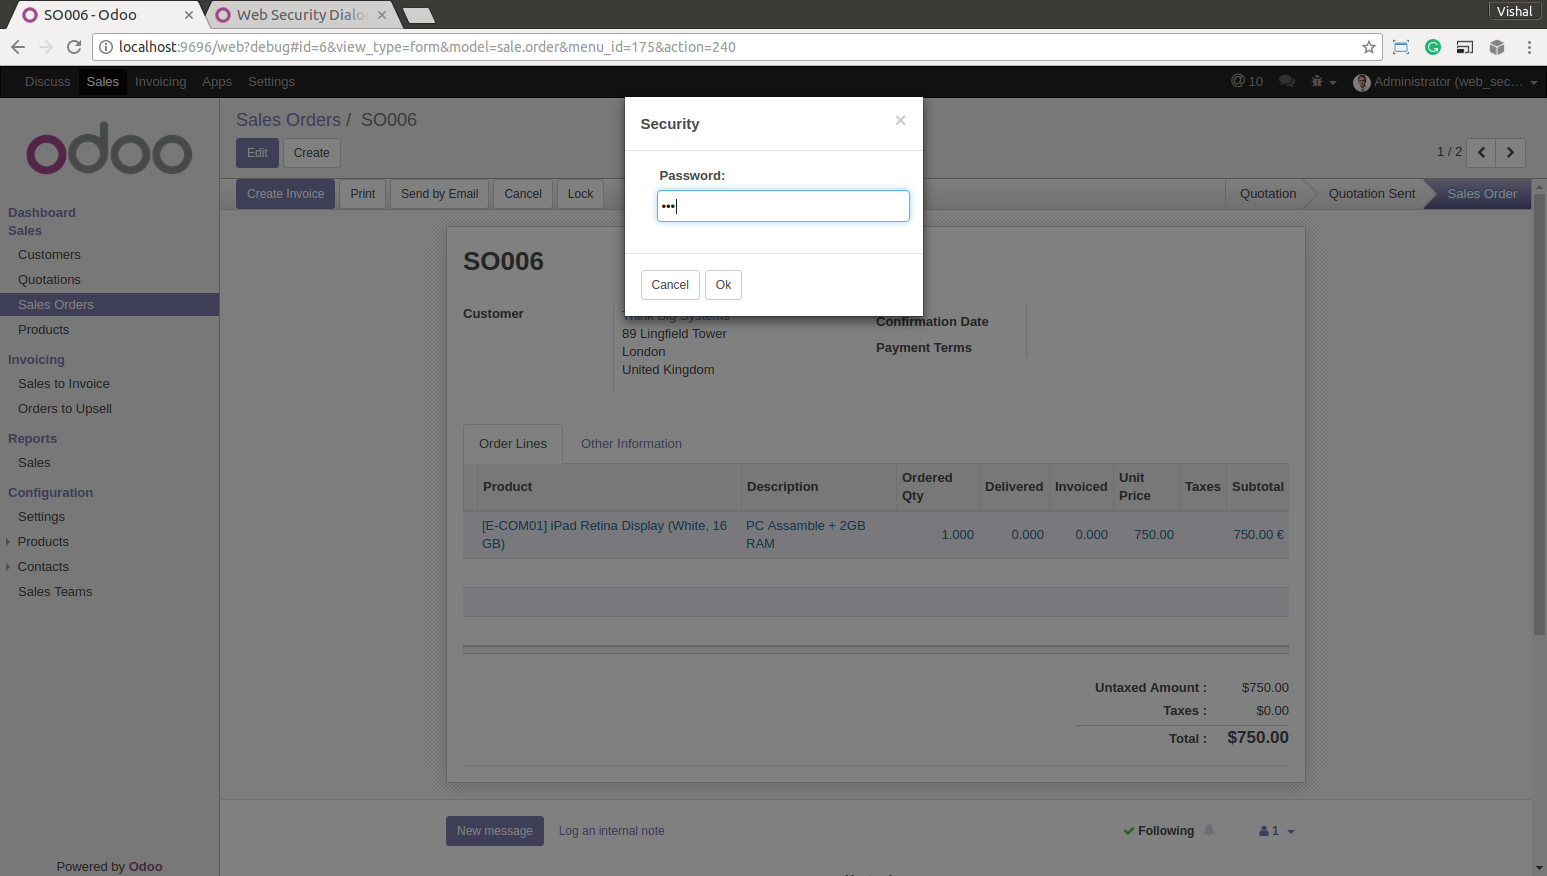 SO006 - Odoo
Web Security Dialo
Vishal
localhost:9696/web?debug#id=6&view_type=form&model=sale.order&menu_id=175&action=240
Discuss Sales Invoicing Apps Settings
@ 10
Administrator (web_sec...
odoo
Sales Orders / SO006
Edit Create
1 / 2
Create Invoice Print Send by Email Cancel Lock
Quotation Quotation Sent Sales Order
Security
×
Password:
•••
Cancel Ok
Dashboard
Sales
Customers
Quotations
Sales Orders
Products
Invoicing
Sales to Invoice
Orders to Upsell
Reports
Sales
Configuration
Settings
Products
Contacts
Sales Teams
Powered by Odoo
SO006
Customer
Think Big Systems
89 Lingfield Tower
London
United Kingdom
Confirmation Date
Payment Terms
Order Lines Other Information
Product Description Ordered Qty Delivered Invoiced Unit Price Taxes Subtotal
[E-COM01] iPad Retina Display (White, 16 GB) PC Assamble + 2GB RAM 1.000 0.000 0.000 750.00 750.00 €
Untaxed Amount : $750.00
Taxes : $0.00
Total : $750.00
New message Log an internal note
Following
1